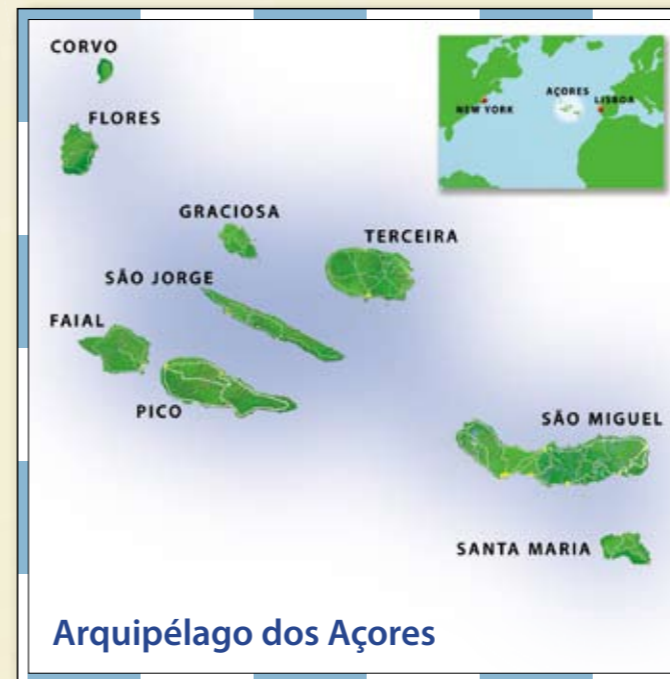 CORVO
FLORES
GRACIOSA
TERCEIRA
SÃO JORGE
FAIAL
PICO
SÃO MIGUEL
SANTA MARIA
AÇORES
LISBOA
NEW YORK
Arquipélago dos Açores